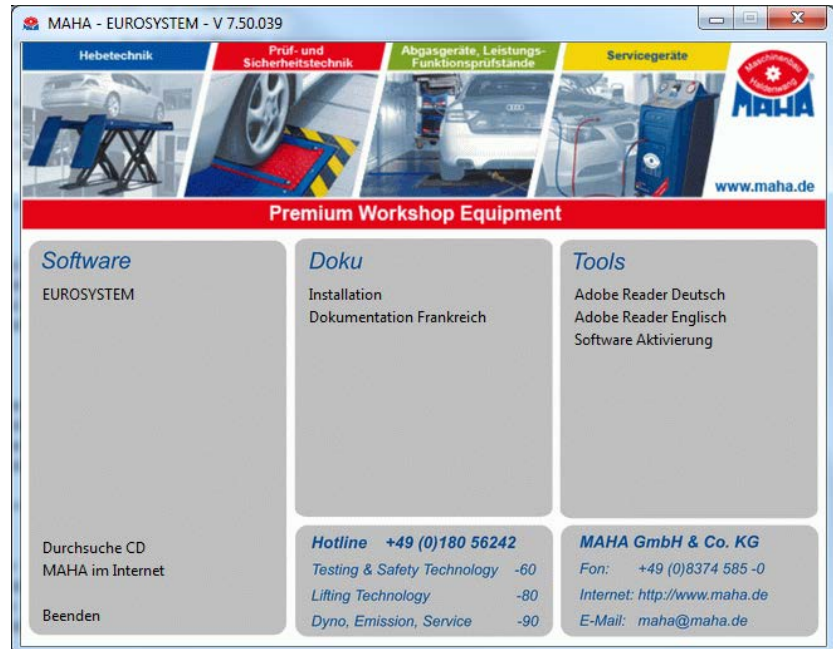 MAHA - EUROSYSTEM - V 7.50.039
Hebetechnik
Prüf- und
Sicherheitstechnik
Abgasgeräte, Leistungs-
Funktionsprüfstände
Servicegeräte
Maschinenbau
Haldenwang
MAHA
www.maha.de
Premium Workshop Equipment
Software
EUROSYSTEM
Durchsuche CD
MAHA im Internet
Beenden
Doku
Installation
Dokumentation Frankreich
Tools
Adobe Reader Deutsch
Adobe Reader Englisch
Software Aktivierung
Hotline +49 (0)180 56242
Testing & Safety Technology -60
Lifting Technology -80
Dyno, Emission, Service -90
MAHA GmbH & Co. KG
Fon: +49 (0)8374 585 -0
Internet: http://www.maha.de
E-Mail: maha@maha.de